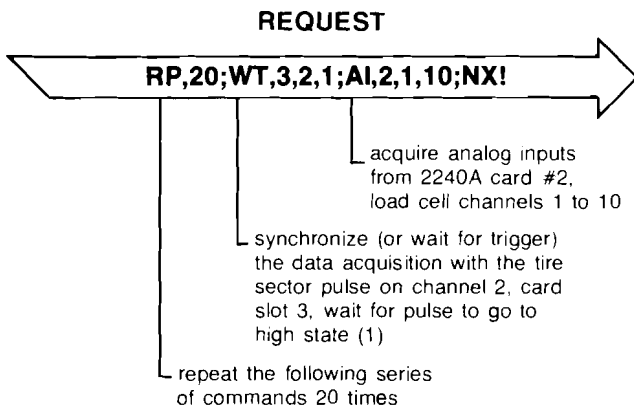 REQUEST
RP,20;WT,3,2,1;AI,2,1,10;NX!
acquire analog inputs
from 2240A card #2,
load cell channels 1 to 10
synchronize (or wait for trigger)
the data acquisition with the tire
sector pulse on channel 2, card
slot 3, wait for pulse to go to
high state (1)
repeat the following series
of commands 20 times